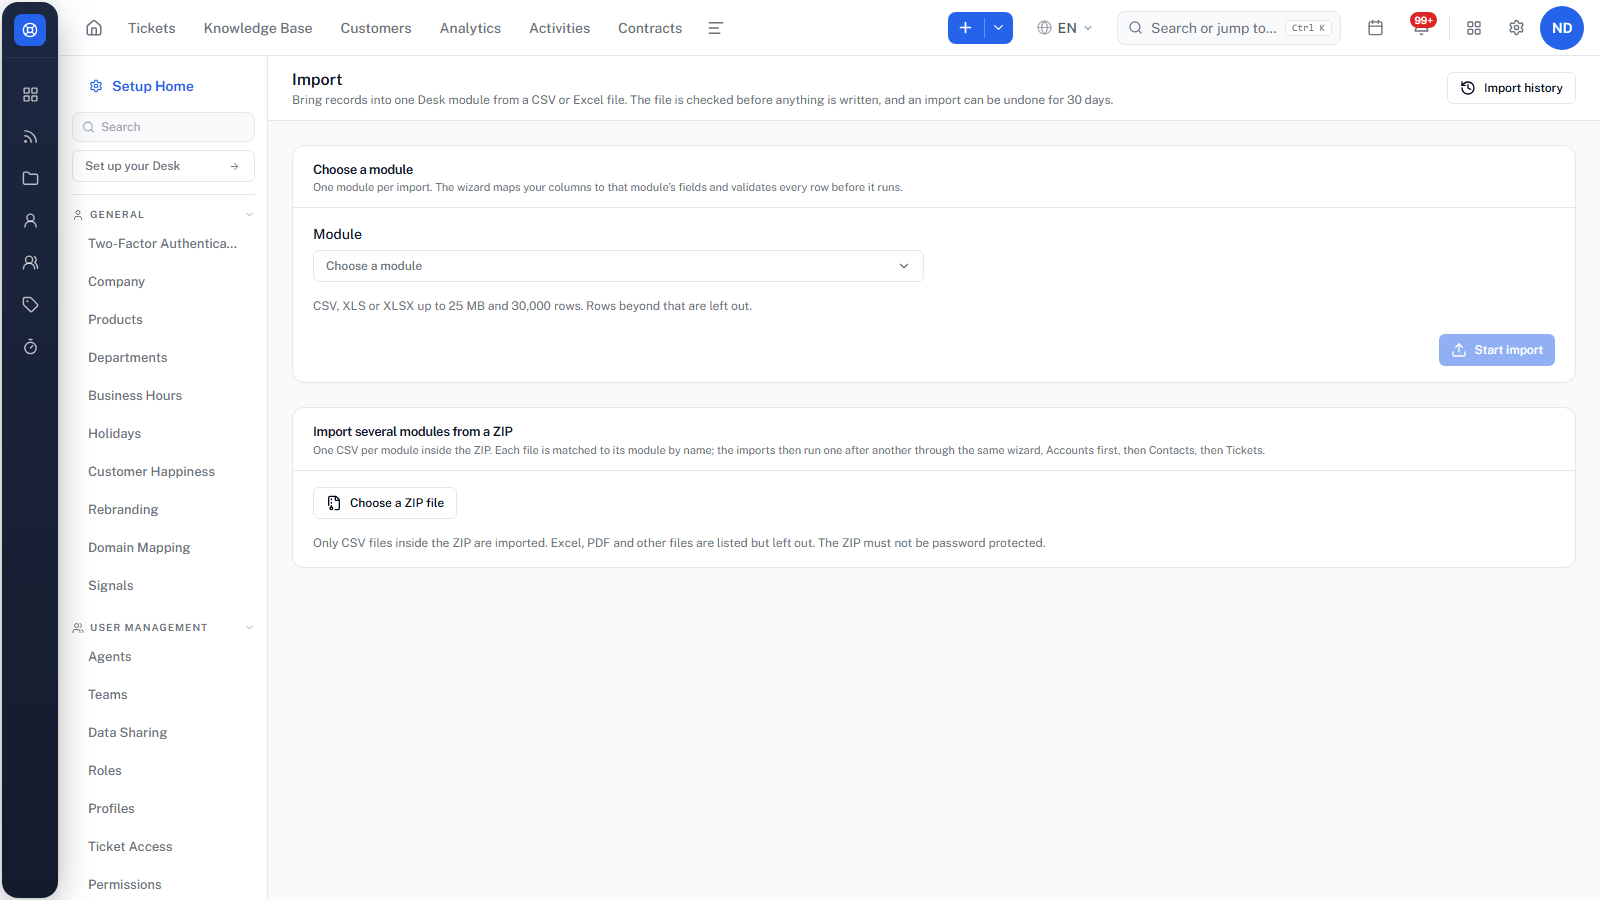 Tickets
Knowledge Base
Customers
Analytics
Activities
Contracts
EN
Search or jump to...
Ctrl K
99+
ND
Setup Home
Search
Set up your Desk
GENERAL
Two-Factor Authentica...
Company
Products
Departments
Business Hours
Holidays
Customer Happiness
Rebranding
Domain Mapping
Signals
USER MANAGEMENT
Agents
Teams
Data Sharing
Roles
Profiles
Ticket Access
Permissions
Import
Bring records into one Desk module from a CSV or Excel file. The file is checked before anything is written, and an import can be undone for 30 days.
Import history
Choose a module
One module per import. The wizard maps your columns to that module's fields and validates every row before it runs.
Module
Choose a module
CSV, XLS or XLSX up to 25 MB and 30,000 rows. Rows beyond that are left out.
Start import
Import several modules from a ZIP
One CSV per module inside the ZIP. Each file is matched to its module by name; the imports then run one after another through the same wizard, Accounts first, then Contacts, then Tickets.
Choose a ZIP file
Only CSV files inside the ZIP are imported. Excel, PDF and other files are listed but left out. The ZIP must not be password protected.